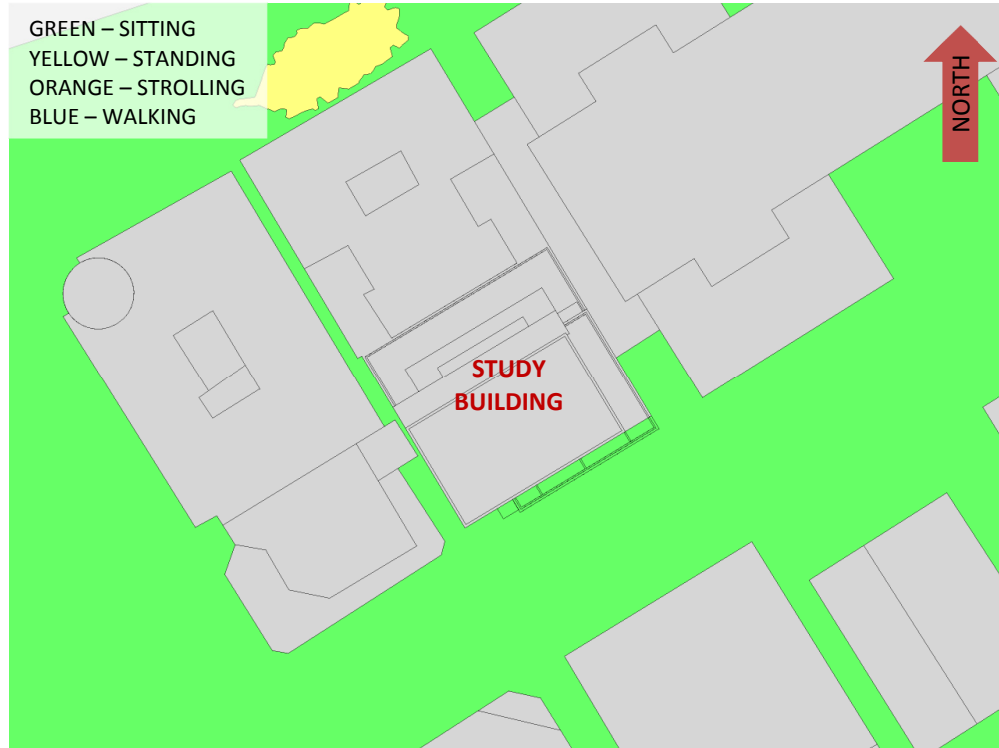 GREEN – SITTING
YELLOW – STANDING
ORANGE – STROLLING
BLUE – WALKING
NORTH
STUDY
BUILDING